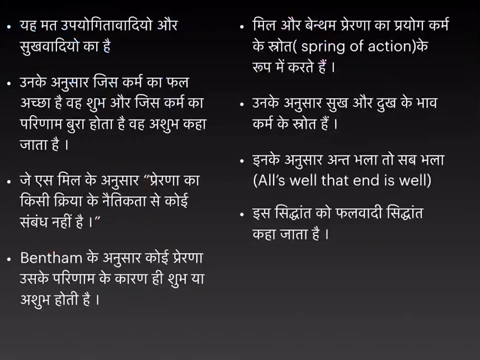 • यह मत उपयोगितावादियो और
सुखवादियो का है
• उनके अनुसार जिस कर्म का फल
अच्छा है वह शुभ और जिस कर्म का
परिणाम बुरा होता है वह अशुभ कहा
जाता है ।
• जे एस मिल के अनुसार “प्रेरणा का
किसी क्रिया के नैतिकता से कोई
संबंध नहीं है ।”
• Bentham के अनुसार कोई प्रेरणा
उसके परिणाम के कारण ही शुभ या
अशुभ होती है ।
• मिल और बेन्थम प्रेरणा का प्रयोग कर्म
के स्रोत( spring of action)के
रूप में करते हैं ।
• उनके अनुसार सुख और दुख के भाव
कर्म के स्रोत हैं ।
• इनके अनुसार अन्त भला तो सब भला
(All’s well that end is well)
• इस सिद्धांत को फलवादी सिद्धांत
कहा जाता है ।